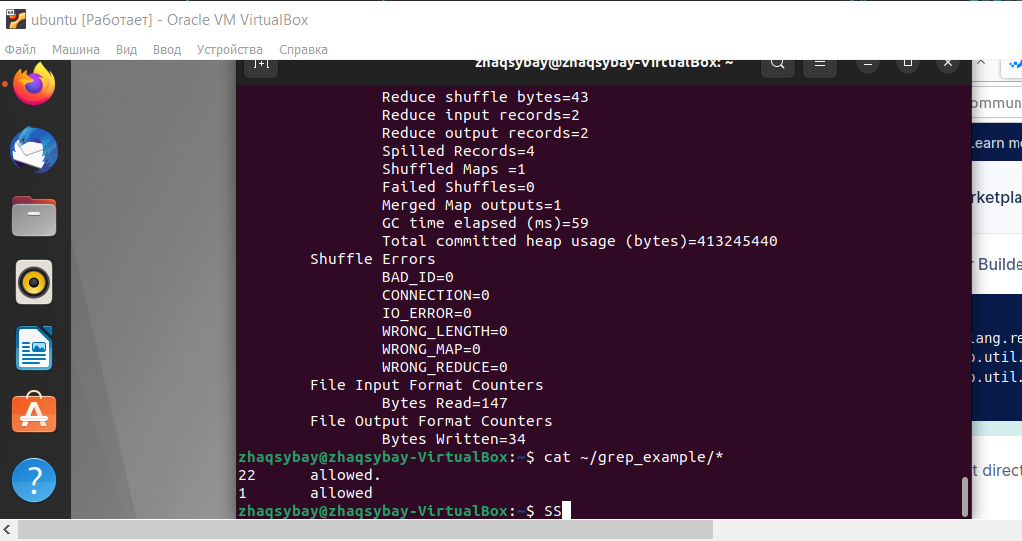 ubuntu [Работает] - Oracle VM VirtualBox
Файл Машина Вид Ввод Устройства Справка
zhaqsybay@zhaqsybay-VirtualBox: ~
Reduce shuffle bytes=43
Reduce input records=2
Reduce output records=2
Spilled Records=4
Shuffled Maps =1
Failed Shuffles=0
Merged Map outputs=1
GC time elapsed (ms)=59
Total committed heap usage (bytes)=413245440
Shuffle Errors
BAD_ID=0
CONNECTION=0
IO_ERROR=0
WRONG_LENGTH=0
WRONG_MAP=0
WRONG_REDUCE=0
File Input Format Counters
Bytes Read=147
File Output Format Counters
Bytes Written=34
zhaqsybay@zhaqsybay-VirtualBox:~$ cat ~/grep_example/*
22 allowed.
1 allowed
zhaqsybay@zhaqsybay-VirtualBox:~$ SS
ommun
earn m
rketpla
r Builde
lang.re
p.util.
p.util.
t direct